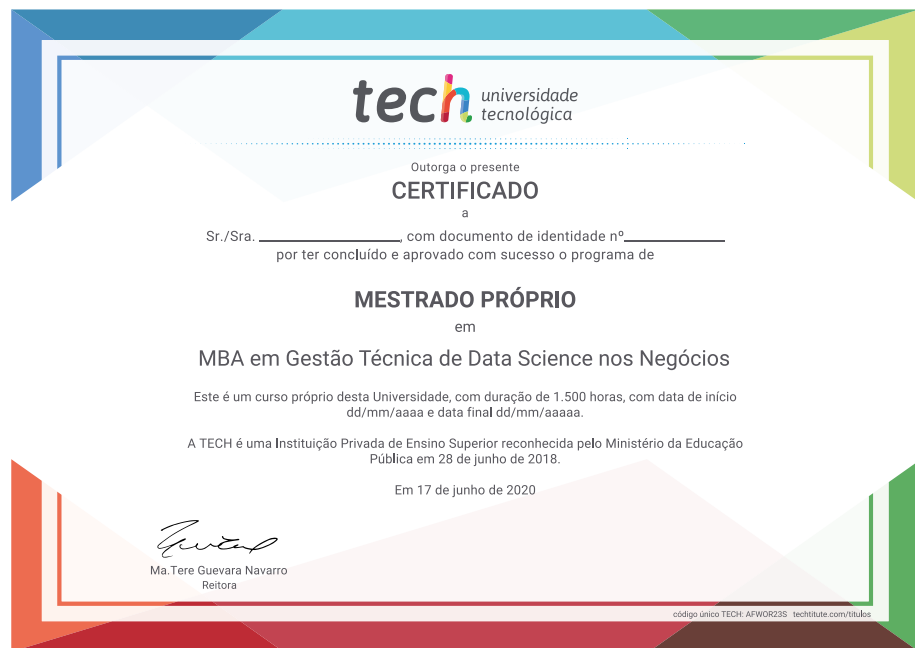 tech universidade
tecnológica
Outorga o presente
CERTIFICADO
a
Sr./Sra. ____________________, com documento de identidade nº______________
por ter concluído e aprovado com sucesso o programa de
MESTRADO PRÓPRIO
em
MBA em Gestão Técnica de Data Science nos Negócios
Este é um curso próprio desta Universidade, com duração de 1.500 horas, com data de início
dd/mm/aaaa e data final dd/mm/aaaaa.
A TECH é uma Instituição Privada de Ensino Superior reconhecida pelo Ministério da Educação
Pública em 28 de junho de 2018.
Em 17 de junho de 2020
Ma.Tere Guevara Navarro
Reitora
código único TECH: AFWOR23S techtitute.com/titulos